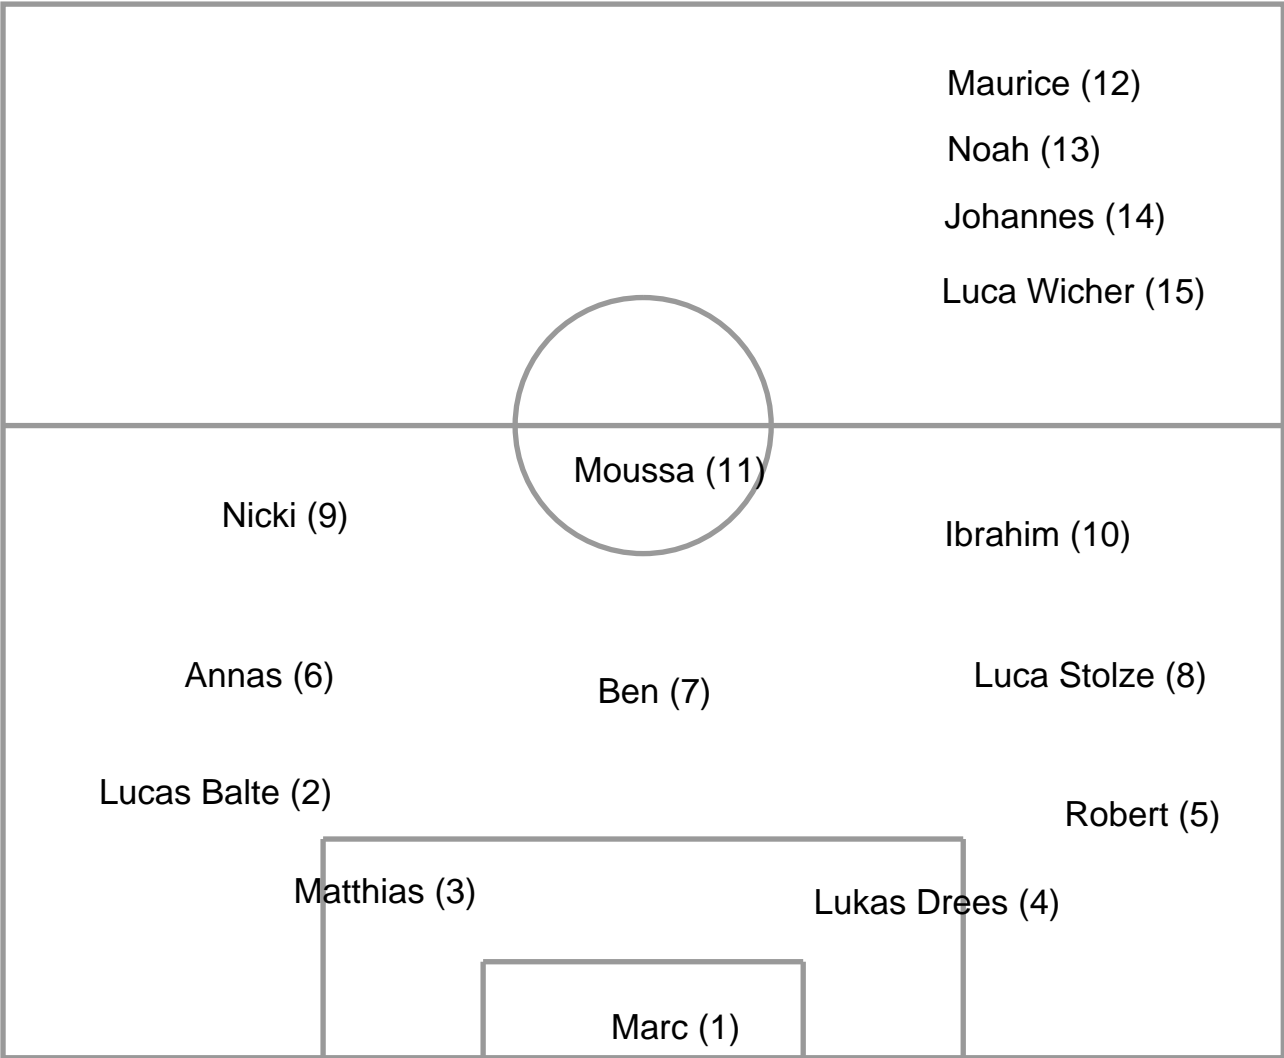 Maurice (12)
Noah (13)
Johannes (14)
Luca Wicher (15)
Moussa (11)
Nicki (9)
Ibrahim (10)
Annas (6)
Ben (7)
Luca Stolze (8)
Lucas Balte (2)
Robert (5)
Matthias (3)
Lukas Drees (4)
Marc (1)